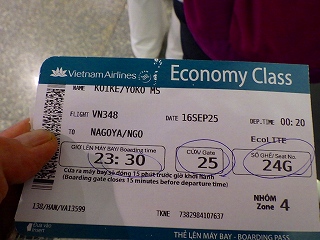 Vietnam Airlines Economy Class
NAME KOIKE/YOKO MS
FLIGHT VN348 DATE 16SEP25 DEP.TIME 00:20
TO NAGOYA/NGO EcoLITE
GIỜ LÊN MÁY BAY/ Boarding time CỬA/ Gate SỐ GHẾ/ Seat No.
23:30 25 24G
Cửa ra máy bay sẽ đóng 15 phút trước giờ khởi hành
(Boarding gate closes 15 minutes before departure time)
NHÓM
Zone 4
138/HAN/VA13599 TKNE 7382984107637
THẺ LÊN MÁY BAY - BOARDING PASS